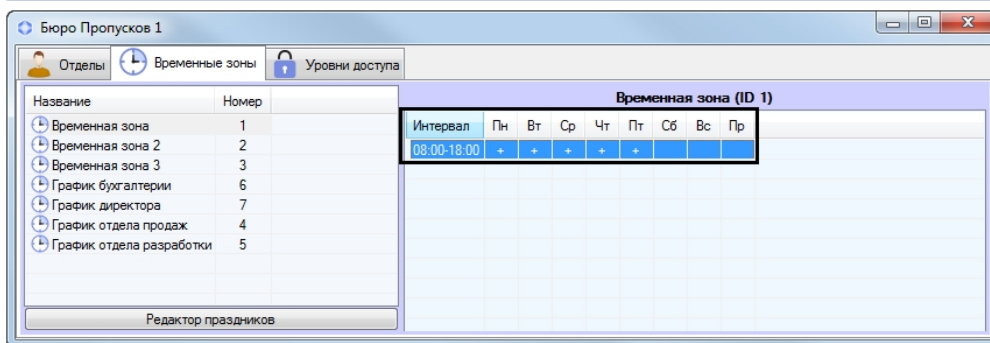 Бюро Пропусков 1
Отделы Временные зоны Уровни доступа
Название Номер
Временная зона 1
Временная зона 2 2
Временная зона 3 3
График бухгалтерии 6
График директора 7
График отдела продаж 4
График отдела разработки 5
Редактор праздников
Временная зона (ID 1)
Интервал Пн Вт Ср Чт Пт Сб Вс Пр
08:00-18:00 + + + + +